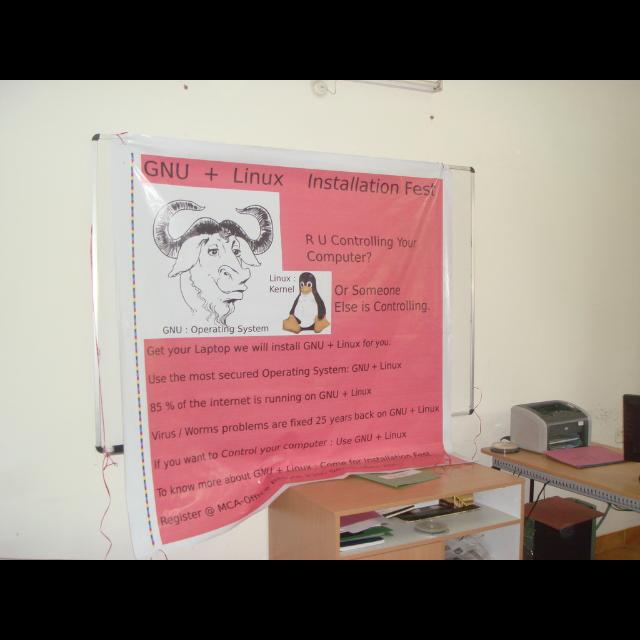 GNU + Linux Installation Fest
R U Controlling Your
Computer?
Linux :
Kernel
Or Someone
Else is Controlling.
GNU : Operating System
Get your Laptop we will install GNU + Linux for you.
Use the most secured Operating System: GNU + Linux
85 % of the internet is running on GNU + Linux
Virus / Worms problems are fixed 25 years back on GNU + Linux
If you want to Control your computer : Use GNU + Linux
To know more about GNU + Linux : Come for Installation Fest
Register @ MCA-Office